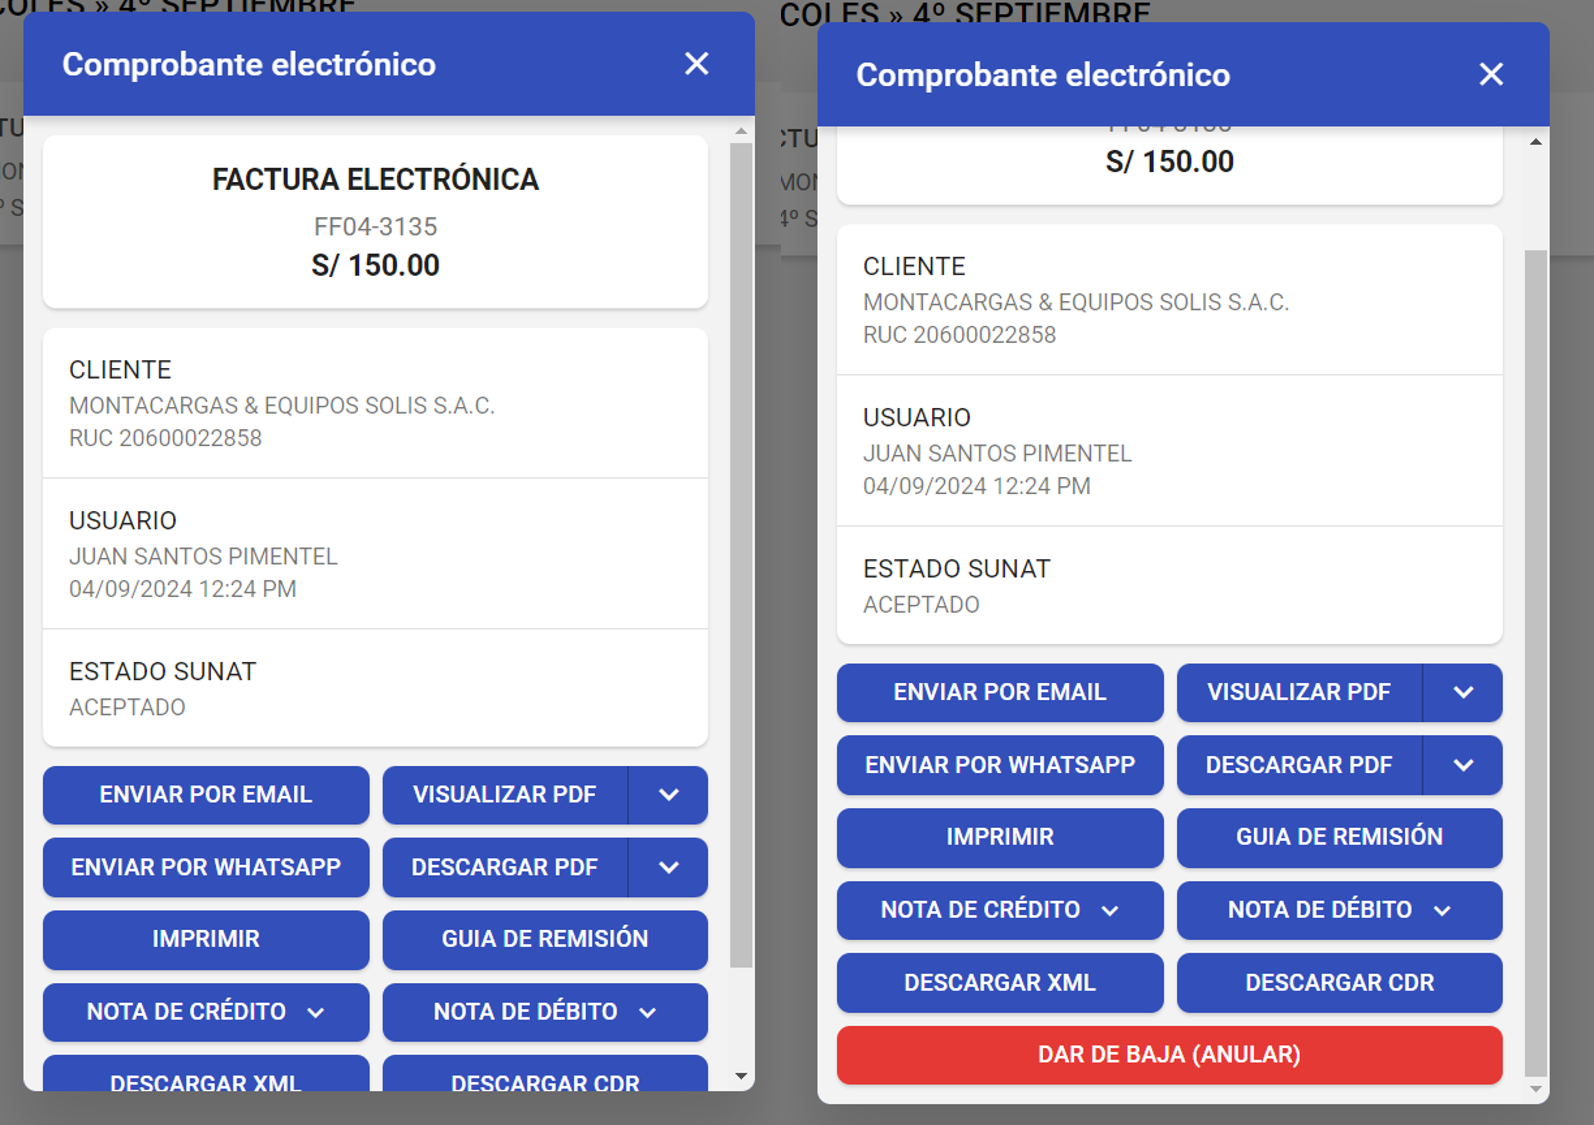 COLES » 4º SEPTIEMBRE
Comprobante electrónico
FACTURA ELECTRÓNICA
FF04-3135
S/ 150.00
CLIENTE
MONTACARGAS & EQUIPOS SOLIS S.A.C.
RUC 20600022858
USUARIO
JUAN SANTOS PIMENTEL
04/09/2024 12:24 PM
ESTADO SUNAT
ACEPTADO
ENVIAR POR EMAIL
VISUALIZAR PDF
ENVIAR POR WHATSAPP
DESCARGAR PDF
IMPRIMIR
GUIA DE REMISIÓN
NOTA DE CRÉDITO
NOTA DE DÉBITO
DESCARGAR XML
DESCARGAR CDR
COLES » 4º SEPTIEMBRE
Comprobante electrónico
S/ 150.00
CLIENTE
MONTACARGAS & EQUIPOS SOLIS S.A.C.
RUC 20600022858
USUARIO
JUAN SANTOS PIMENTEL
04/09/2024 12:24 PM
ESTADO SUNAT
ACEPTADO
ENVIAR POR EMAIL
VISUALIZAR PDF
ENVIAR POR WHATSAPP
DESCARGAR PDF
IMPRIMIR
GUIA DE REMISIÓN
NOTA DE CRÉDITO
NOTA DE DÉBITO
DESCARGAR XML
DESCARGAR CDR
DAR DE BAJA (ANULAR)